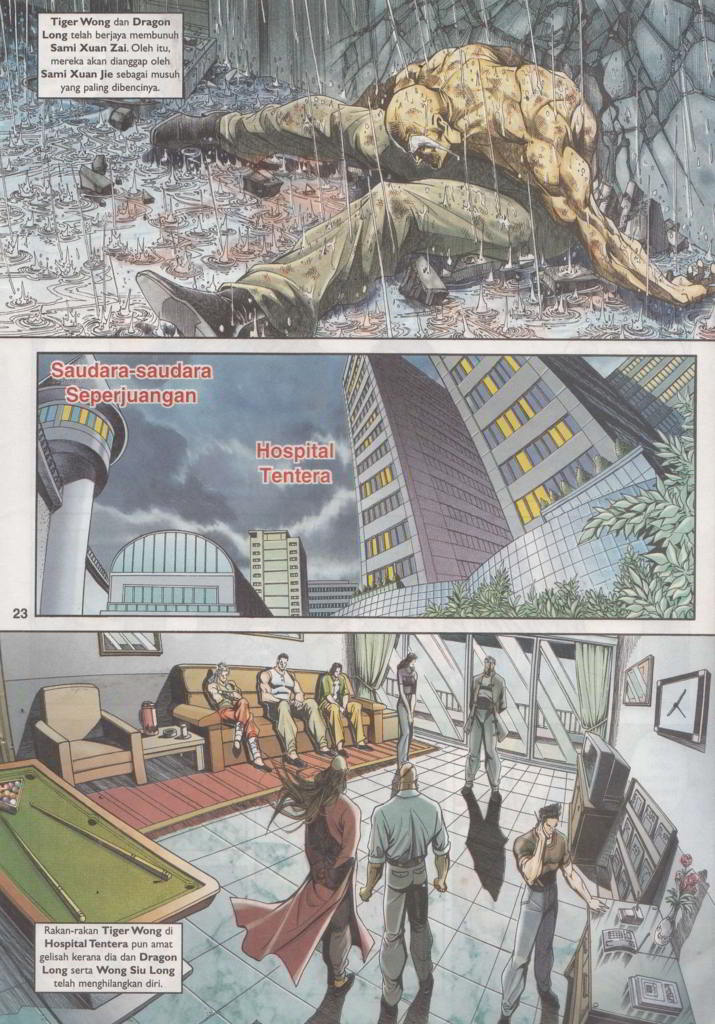 Tiger Wong dan Dragon
Long telah berjaya membunuh
Sami Xuan Zai. Oleh itu,
mereka akan dianggap oleh
Sami Xuan Jie sebagai musuh
yang paling dibencinya.
Saudara-saudara
Seperjuangan
Hospital
Tentera
23
Rakan-rakan Tiger Wong di
Hospital Tentera pun amat
gelisah kerana dia dan Dragon
Long serta Wong Siu Long
telah menghilangkan diri.